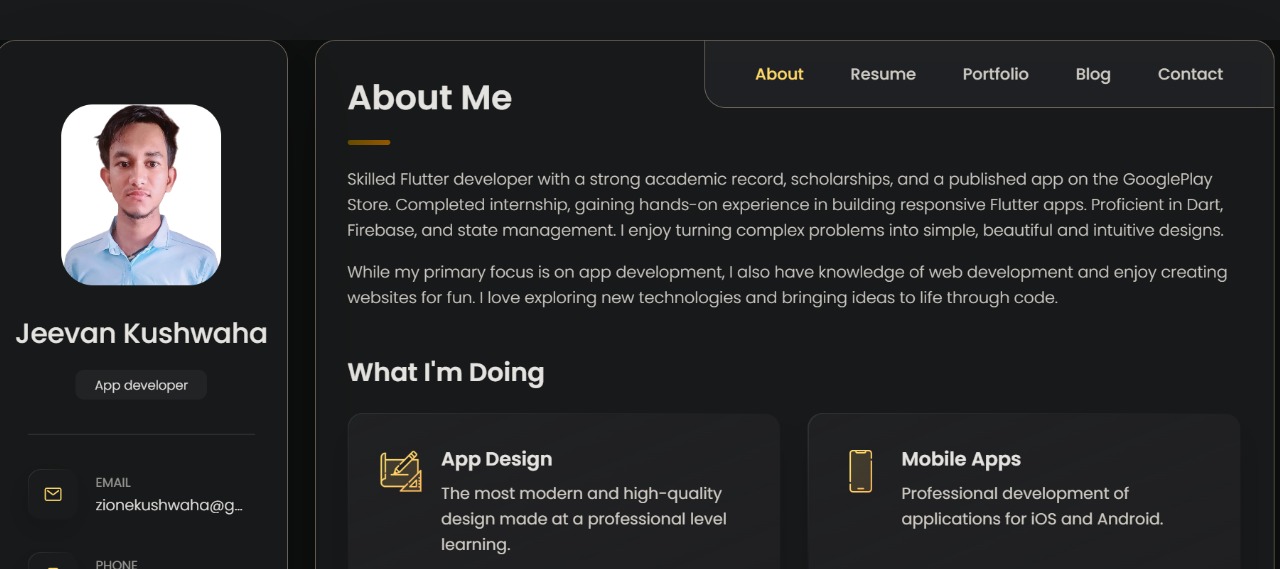 About
Resume
Portfolio
Blog
Contact
About Me
Skilled Flutter developer with a strong academic record, scholarships, and a published app on the GooglePlay
Store. Completed internship, gaining hands-on experience in building responsive Flutter apps. Proficient in Dart,
Firebase, and state management. I enjoy turning complex problems into simple, beautiful and intuitive designs.
While my primary focus is on app development, I also have knowledge of web development and enjoy creating
websites for fun. I love exploring new technologies and bringing ideas to life through code.
Jeevan Kushwaha
App developer
EMAIL
zionekushwaha@g...
PHONE
What I'm Doing
App Design
The most modern and high-quality
design made at a professional level
learning.
Mobile Apps
Professional development of
applications for iOS and Android.